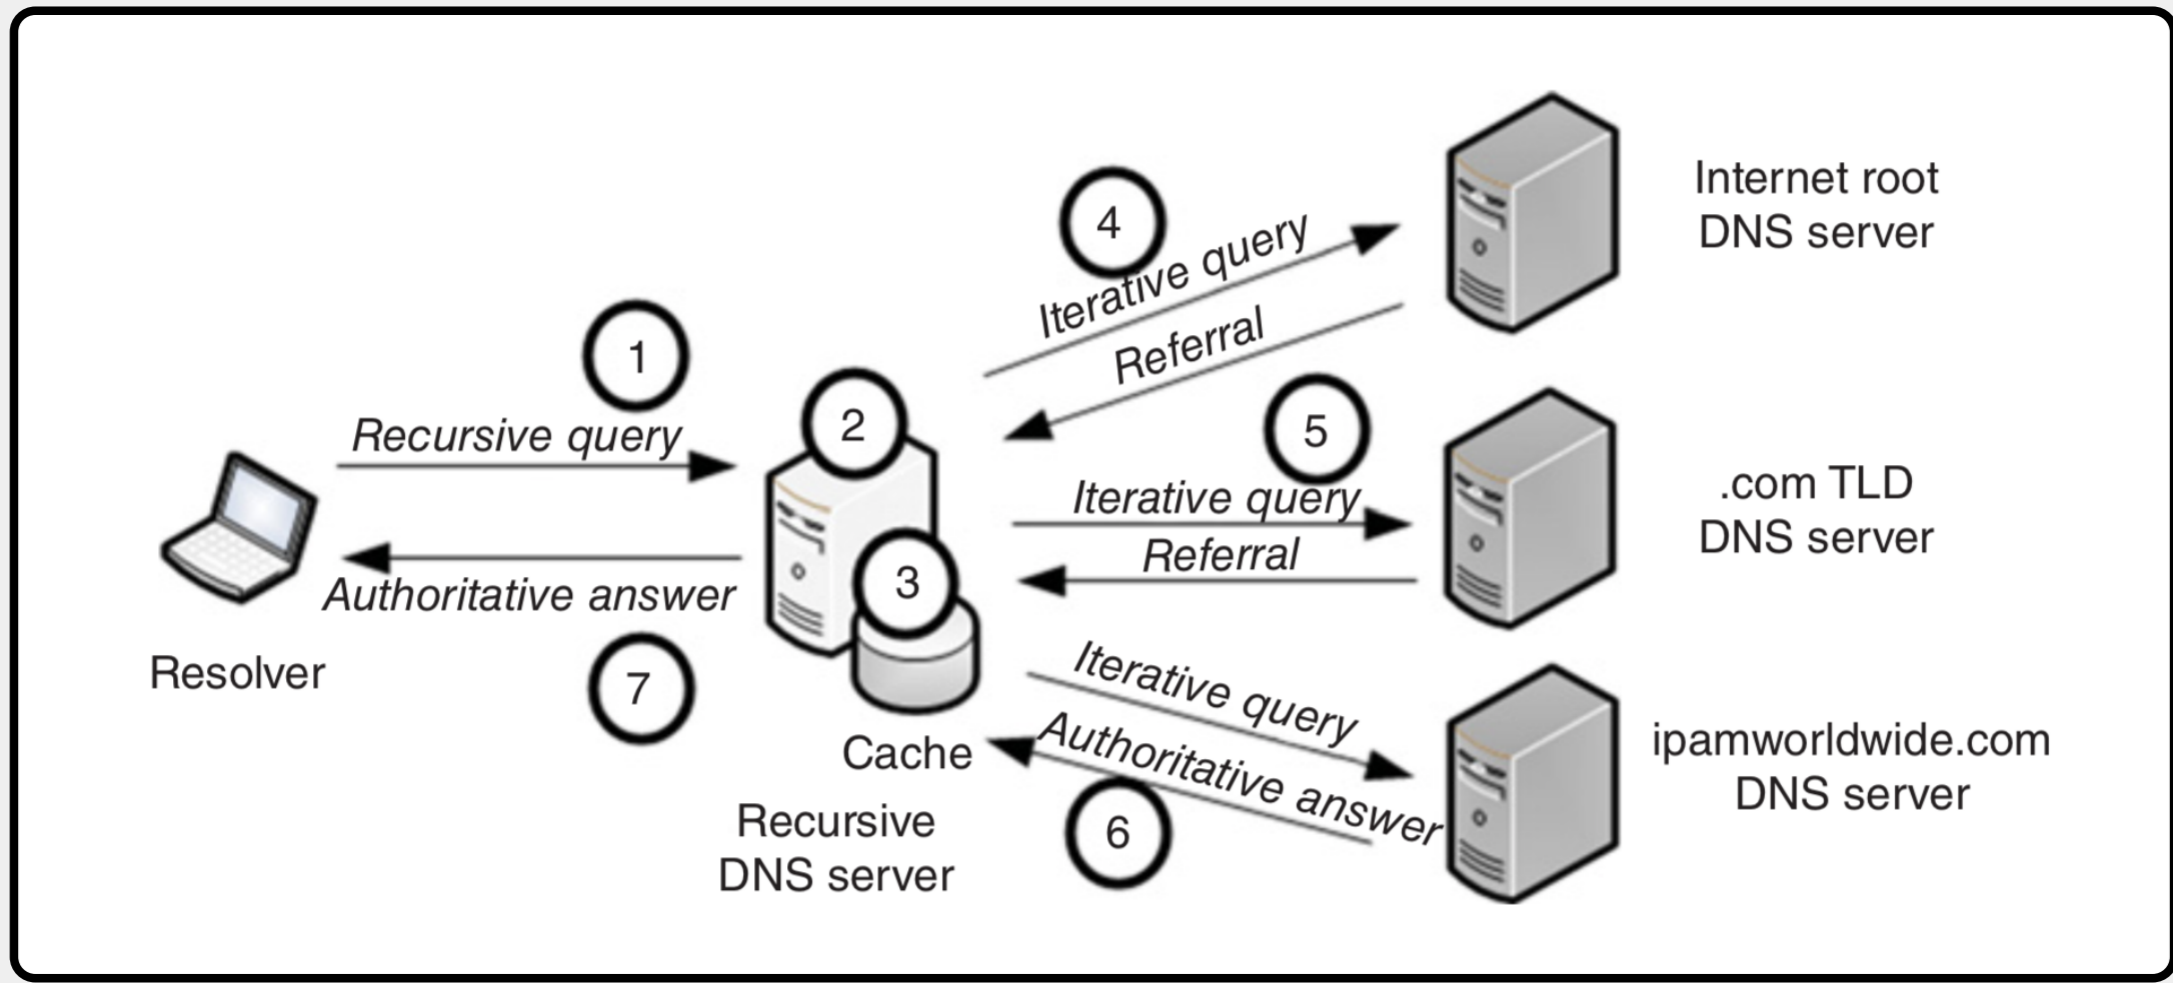 4
Iterative query
Referral
Internet root
DNS server
1
Recursive query
2
5
Iterative query
Referral
.com TLD
DNS server
3
Authoritative answer
7
Resolver
Cache
Recursive
DNS server
Iterative query
Authoritative answer
6
ipamworldwide.com
DNS server